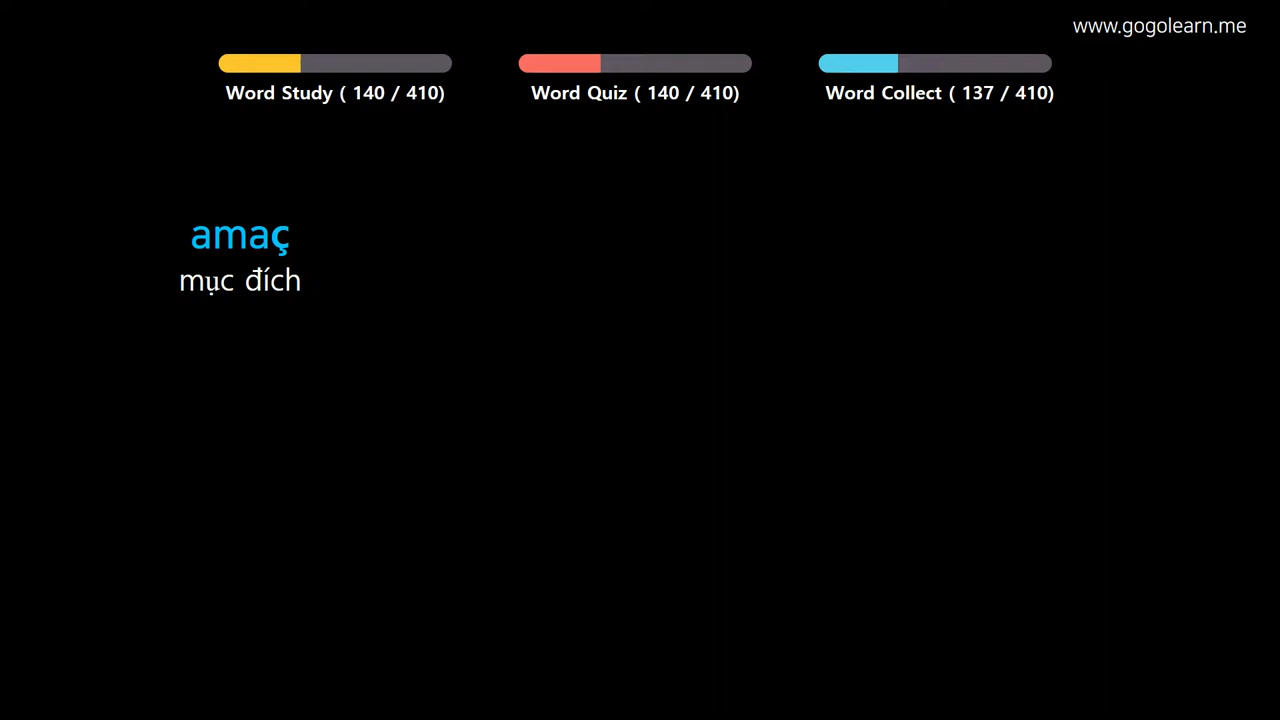 www.gogolearn.me
Word Study ( 140 / 410)
Word Quiz ( 140 / 410)
Word Collect ( 137 / 410)
amaç
mục đích